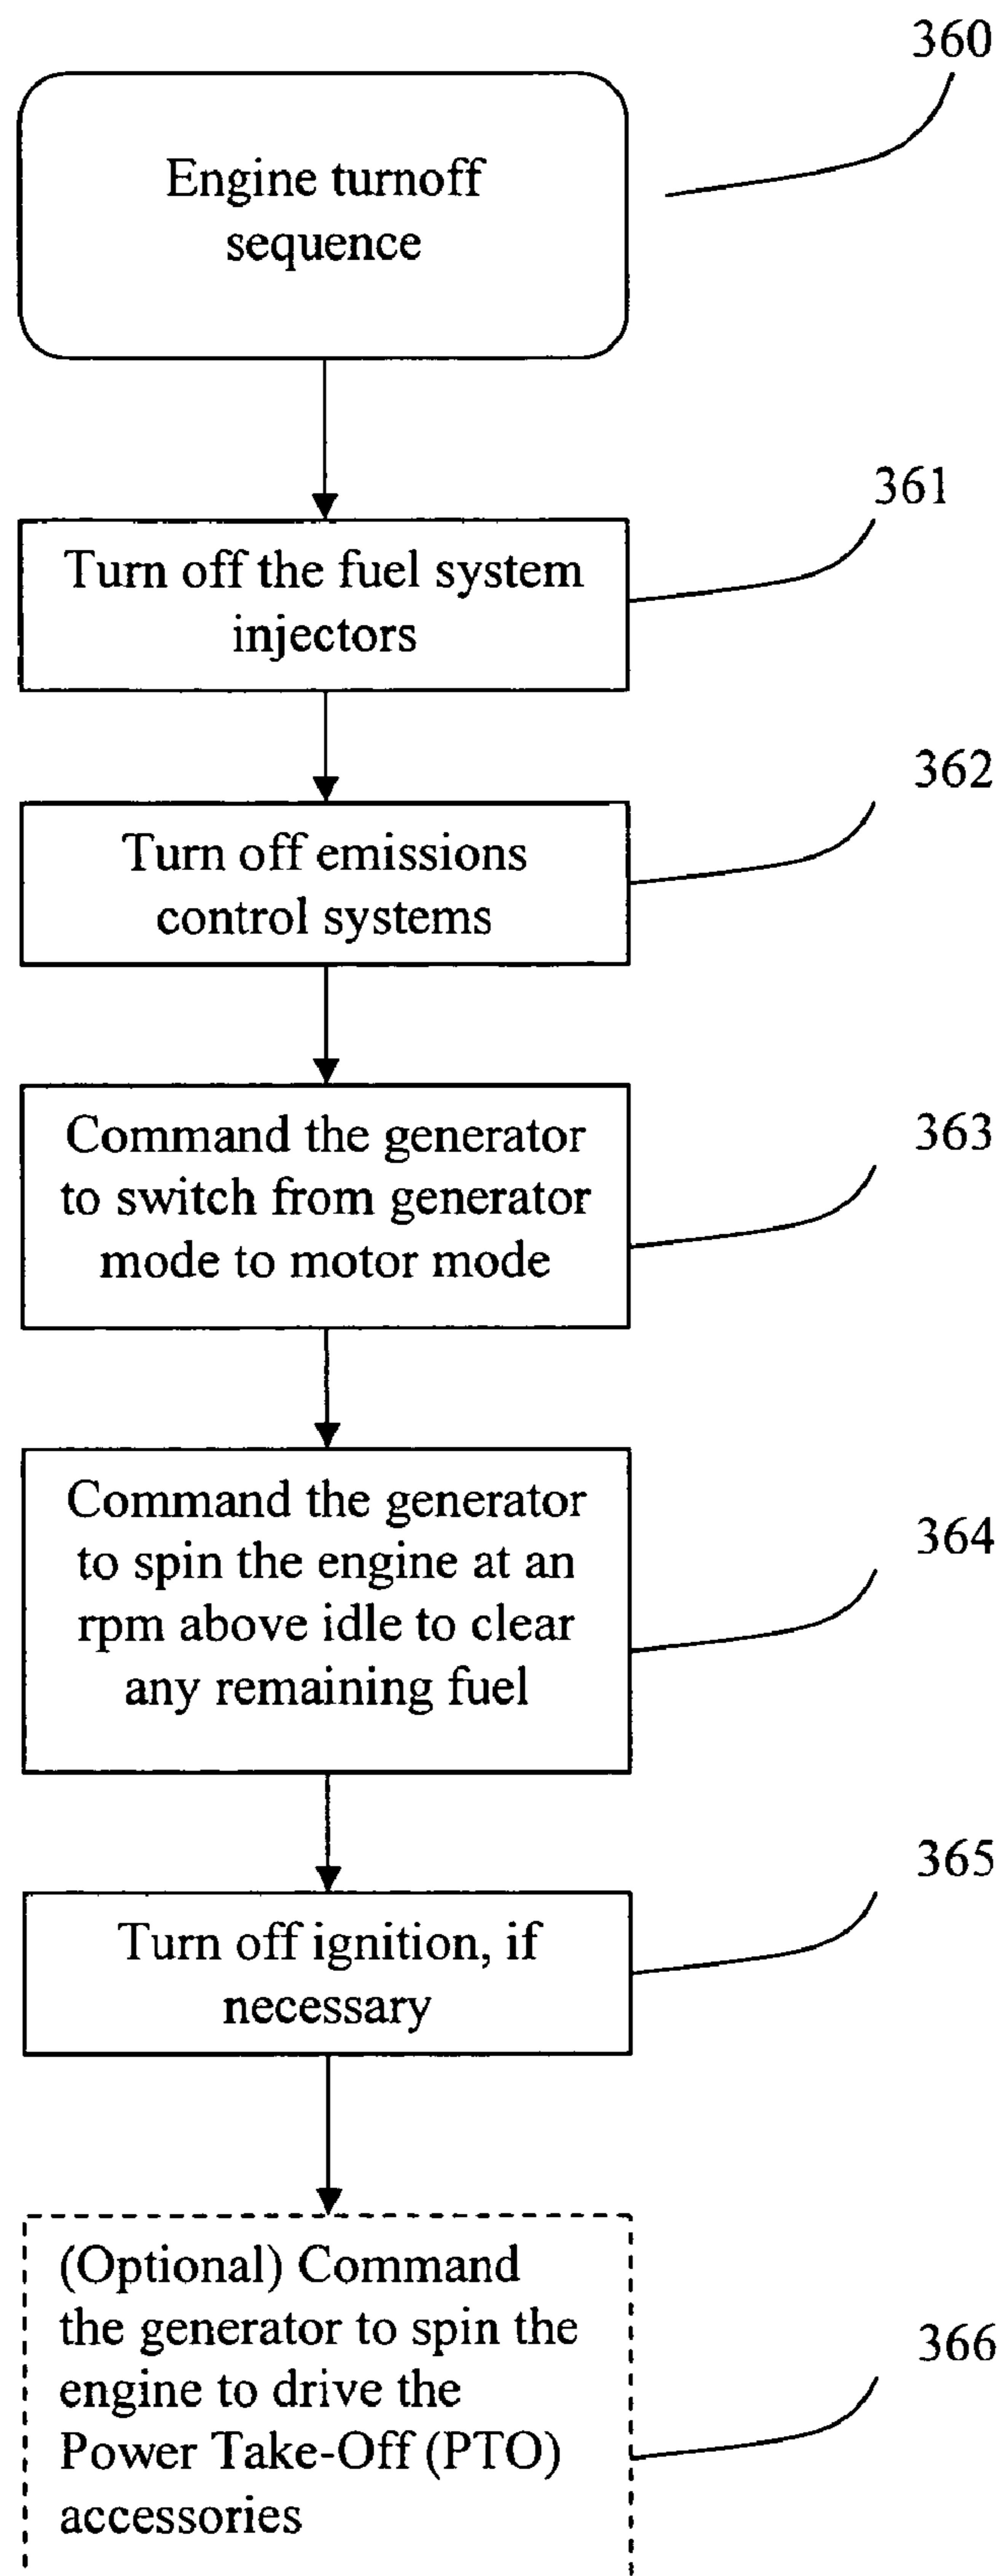 360
Engine turnoff
sequence
361
Turn off the fuel system
injectors
362
Turn off emissions
control systems
363
Command the generator
to switch from generator
mode to motor mode
364
Command the generator
to spin the engine at an
rpm above idle to clear
any remaining fuel
365
Turn off ignition, if
necessary
366
(Optional) Command
the generator to spin the
engine to drive the
Power Take-Off (PTO)
accessories